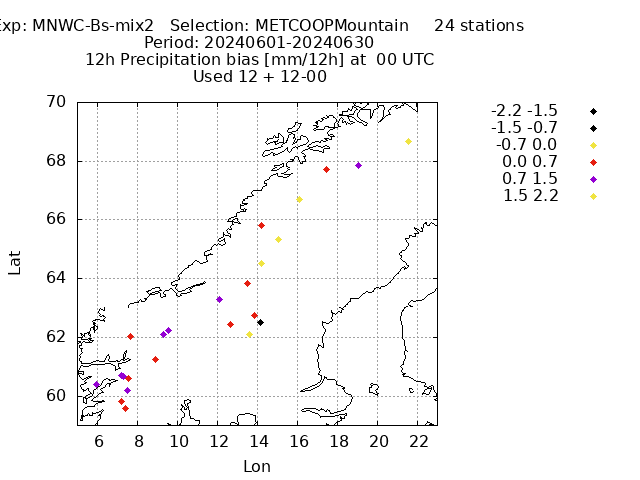 Exp: MNWC-Bs-mix2 Selection: METCOOPMountain 24 stations
Period: 20240601-20240630
12h Precipitation bias [mm/12h] at 00 UTC
Used 12 + 12-00
-2.2 -1.5
-1.5 -0.7
-0.7 0.0
0.0 0.7
0.7 1.5
1.5 2.2
Lat
70
68
66
64
62
60
6 8 10 12 14 16 18 20 22
Lon